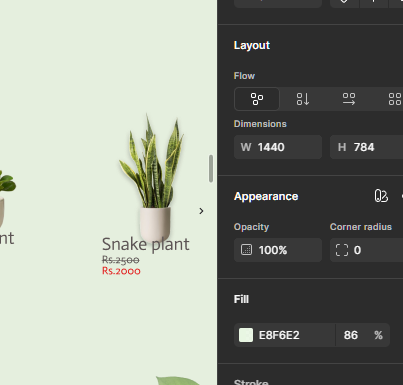 nt
Snake plant
Rs.2500
Rs.2000
Layout
Flow
Dimensions
W 1440 H 784
Appearance
Opacity Corner radius
100% 0
Fill
E8F6E2 86 %
Stroke